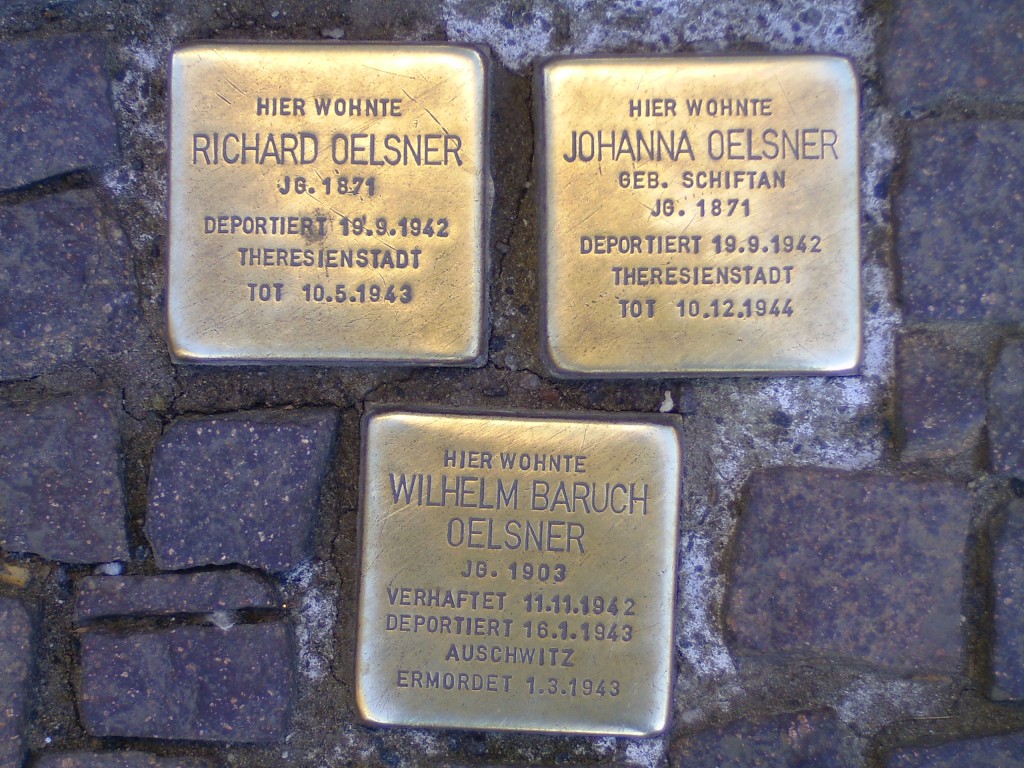 HIER WOHNTE
RICHARD OELSNER
JG. 1871
DEPORTIERT 19.9.1942
THERESIENSTADT
TOT 10.5.1943
HIER WOHNTE
JOHANNA OELSNER
GEB. SCHIFTAN
JG. 1871
DEPORTIERT 19.9.1942
THERESIENSTADT
TOT 10.12.1944
HIER WOHNTE
WILHELM BARUCH
OELSNER
JG. 1903
VERHAFTET 11.11.1942
DEPORTIERT 16.1.1943
AUSCHWITZ
ERMORDET 1.3.1943